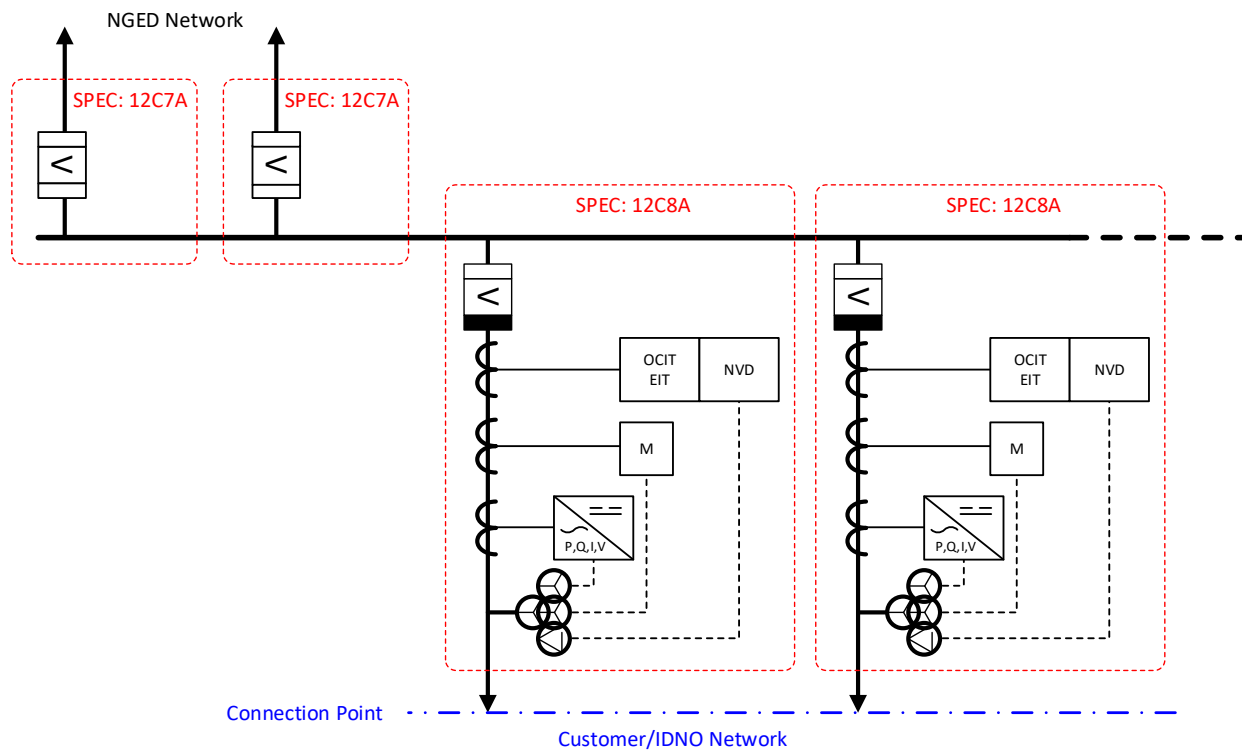 NGED Network
SPEC: 12C7A
SPEC: 12C7A
SPEC: 12C8A
SPEC: 12C8A
V
V
V
V
OCIT
EIT
NVD
OCIT
EIT
NVD
M
M
P,Q,I,V
P,Q,I,V
Connection Point
Customer/IDNO Network